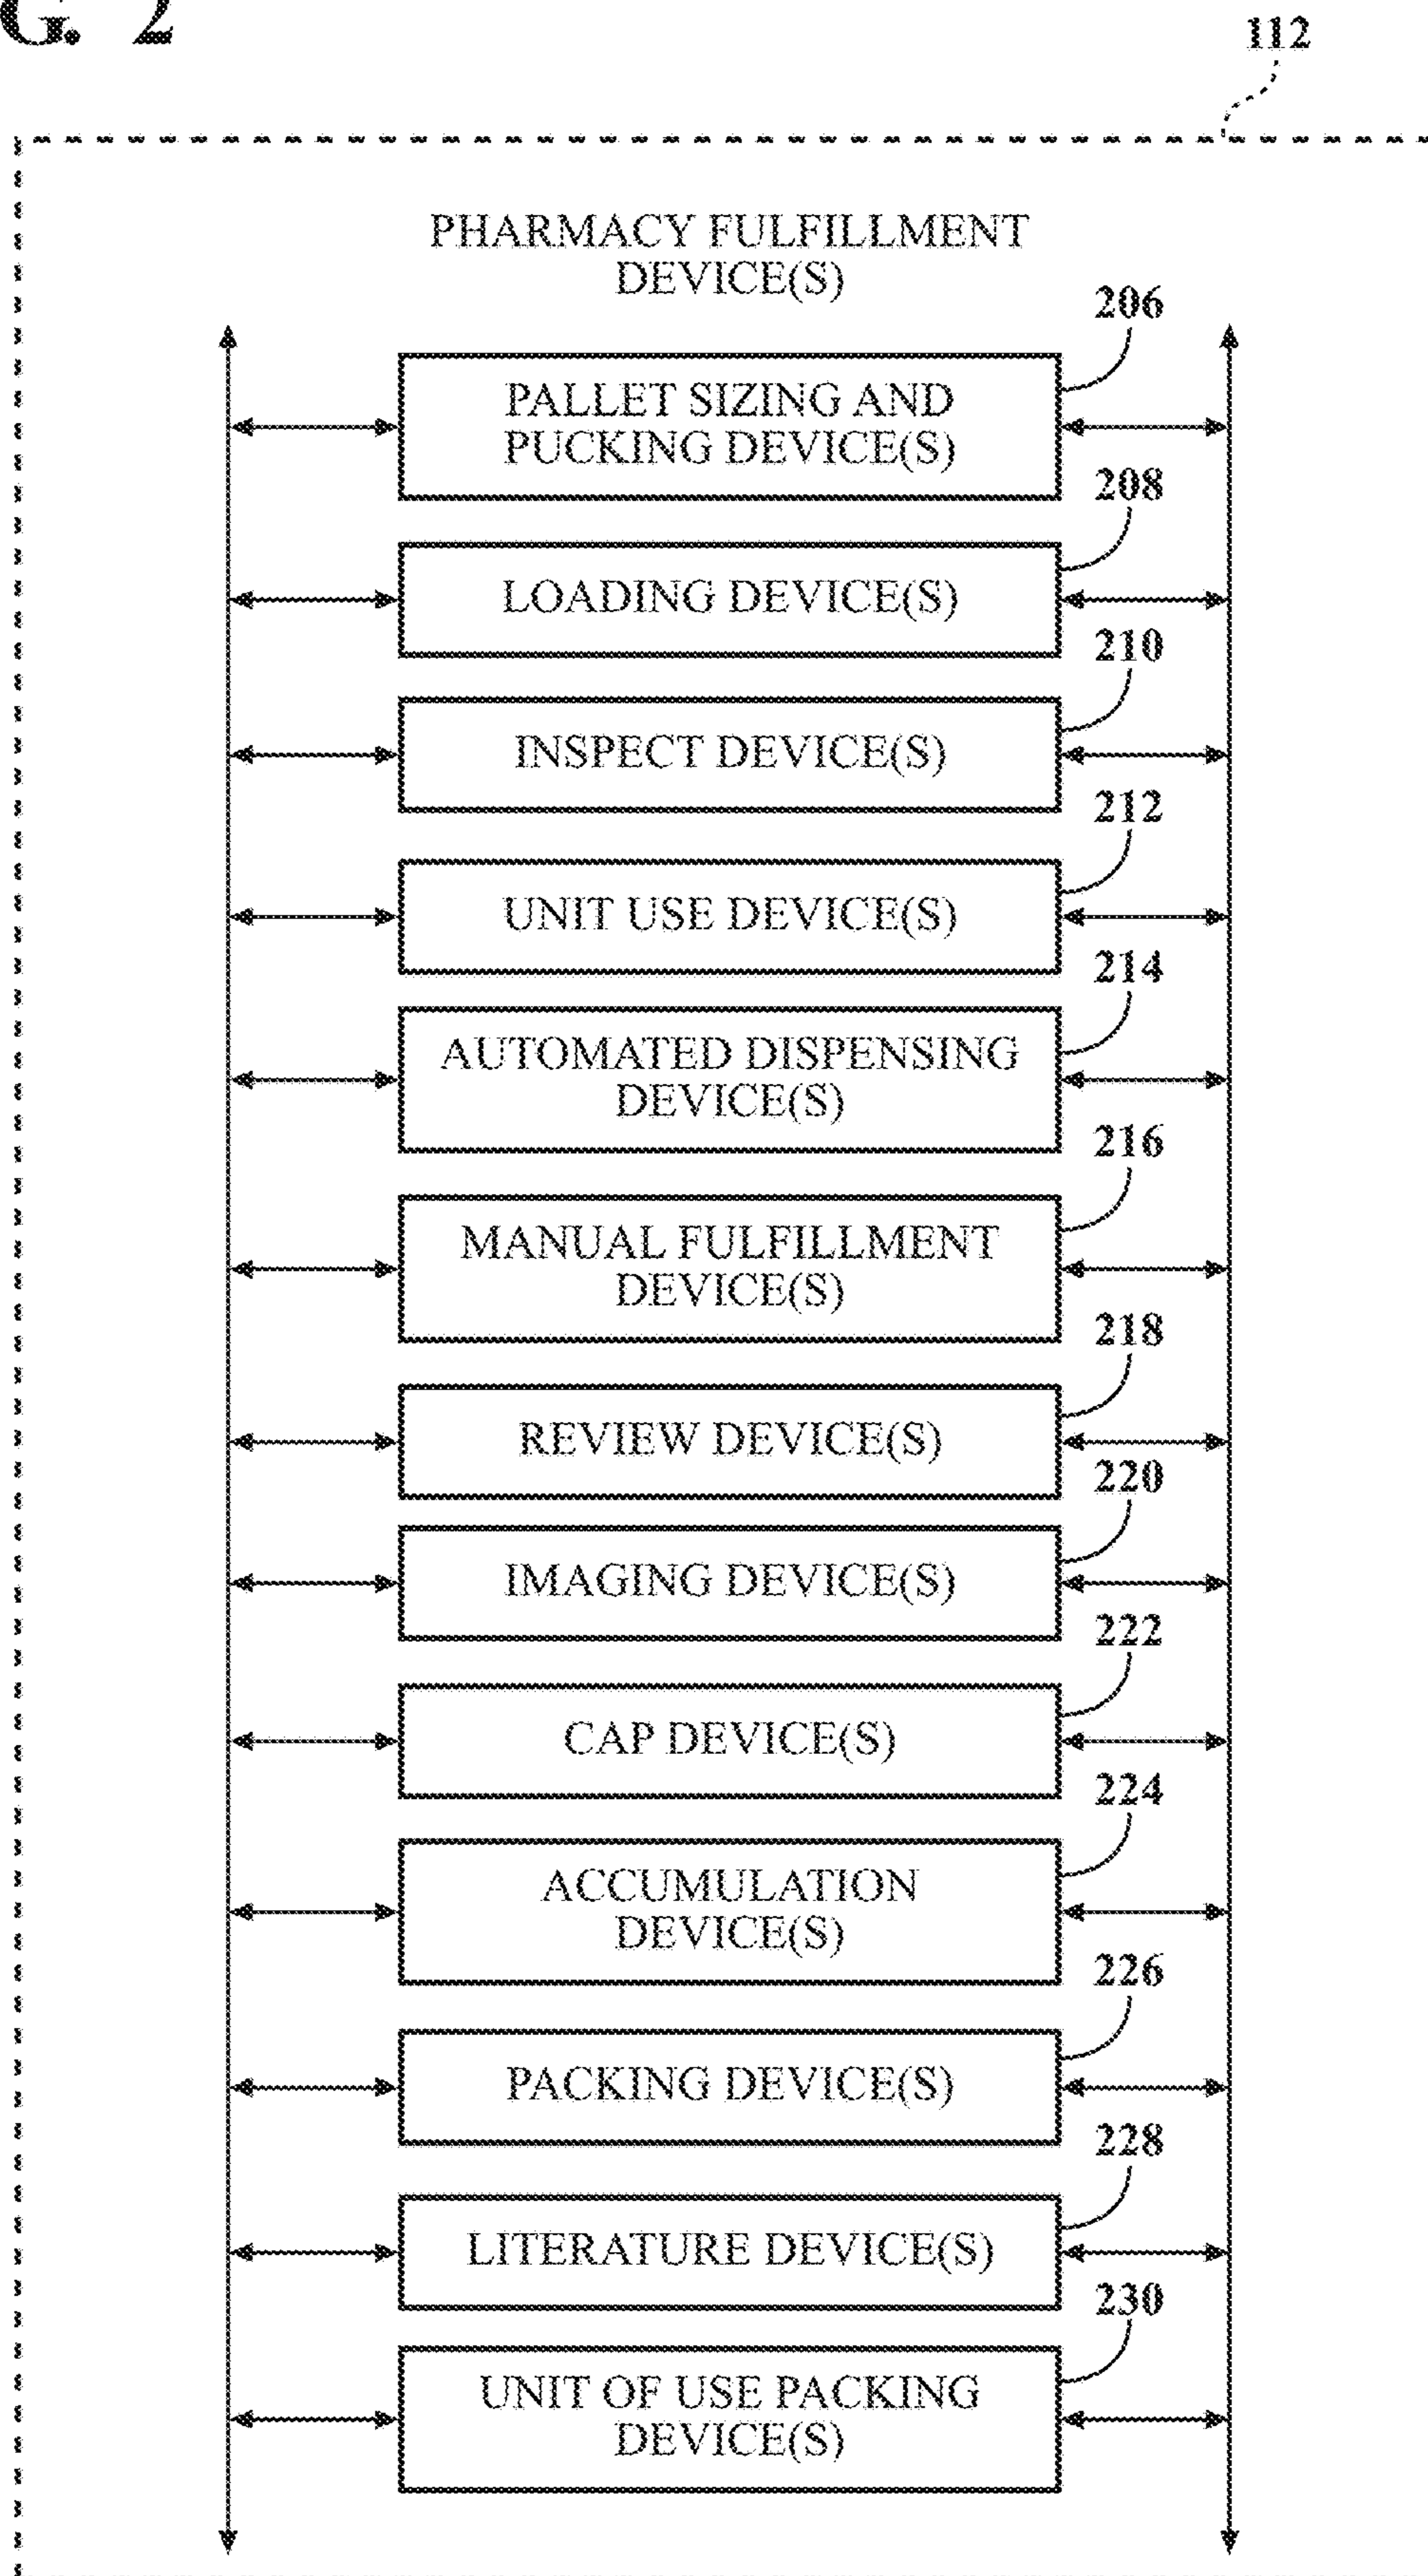 G. 2
112
PHARMACY FULFILLMENT
DEVICE(S)
206
PALLET SIZING AND
PUCKING DEVICE(S)
208
LOADING DEVICE(S)
210
INSPECT DEVICE(S)
212
UNIT USE DEVICE(S)
214
AUTOMATED DISPENSING
DEVICE(S)
216
MANUAL FULFILLMENT
DEVICE(S)
218
REVIEW DEVICE(S)
220
IMAGING DEVICE(S)
222
CAP DEVICE(S)
224
ACCUMULATION
DEVICE(S)
226
PACKING DEVICE(S)
228
LITERATURE DEVICE(S)
230
UNIT OF USE PACKING
DEVICE(S)